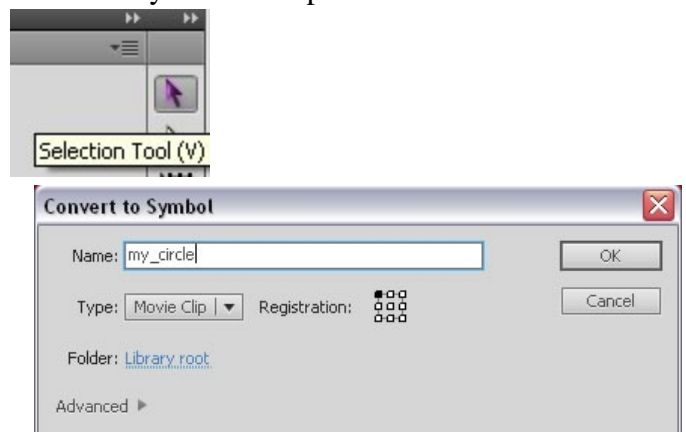 Selection Tool (V)
Convert to Symbol
Name: my_circle
OK
Type: Movie Clip Registration:
Cancel
Folder: Library root
Advanced